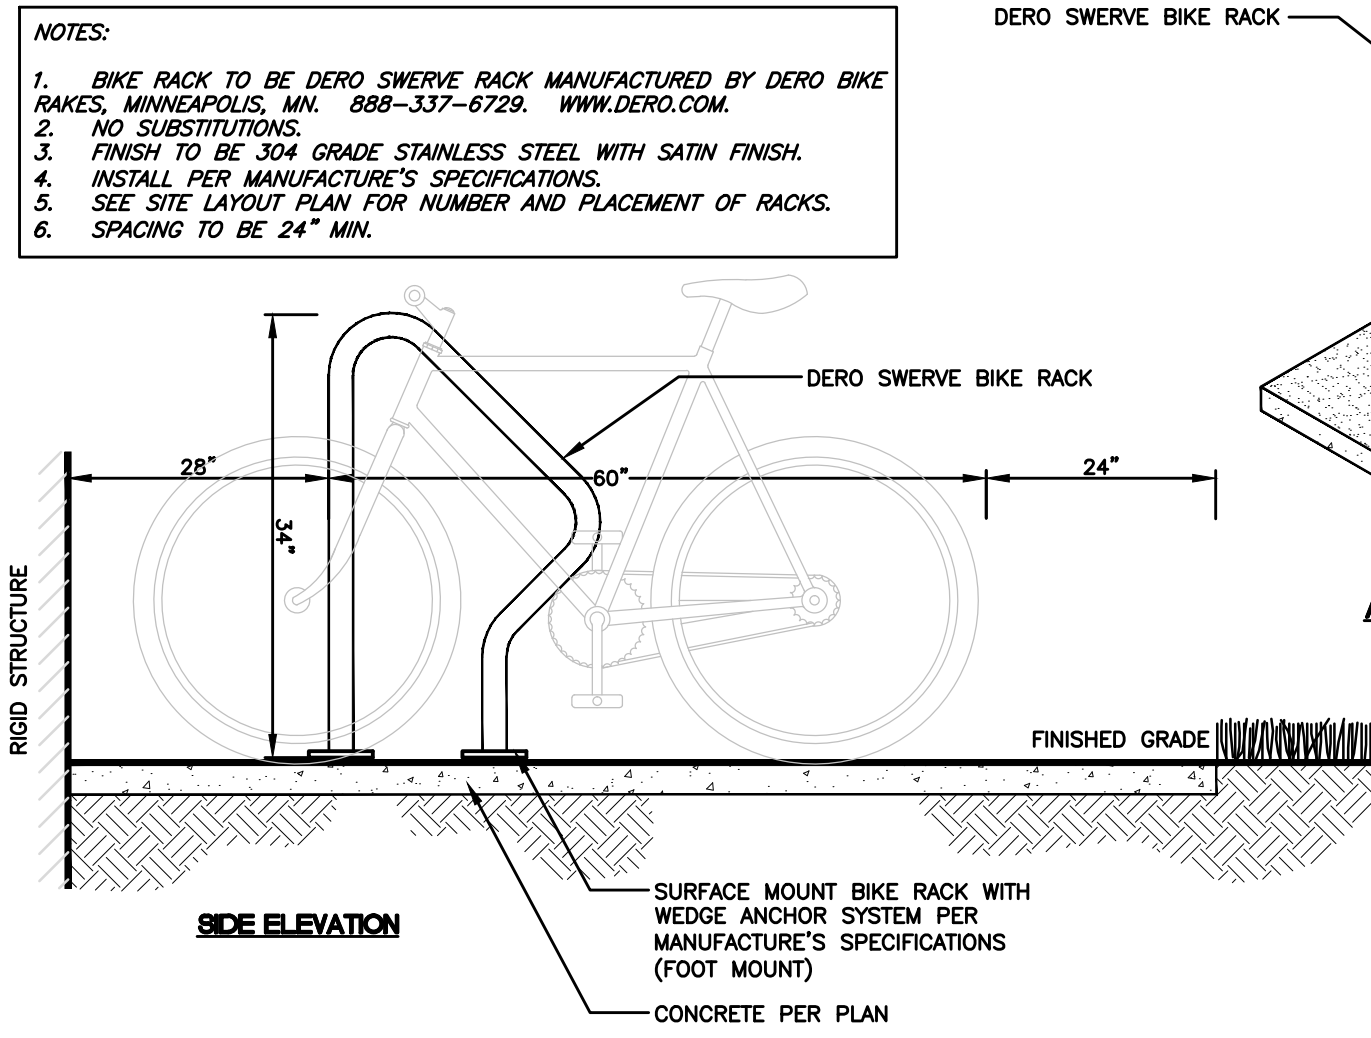 NOTES:
1. BIKE RACK TO BE DERO SWERVE RACK MANUFACTURED BY DERO BIKE
RAKES, MINNEAPOLIS, MN. 888-337-6729. WWW.DERO.COM.
2. NO SUBSTITUTIONS.
3. FINISH TO BE 304 GRADE STAINLESS STEEL WITH SATIN FINISH.
4. INSTALL PER MANUFACTURE'S SPECIFICATIONS.
5. SEE SITE LAYOUT PLAN FOR NUMBER AND PLACEMENT OF RACKS.
6. SPACING TO BE 24" MIN.
DERO SWERVE BIKE RACK
DERO SWERVE BIKE RACK
28"
60"
24"
34"
RIGID STRUCTURE
FINISHED GRADE
SIDE ELEVATION
SURFACE MOUNT BIKE RACK WITH
WEDGE ANCHOR SYSTEM PER
MANUFACTURE'S SPECIFICATIONS
(FOOT MOUNT)
CONCRETE PER PLAN